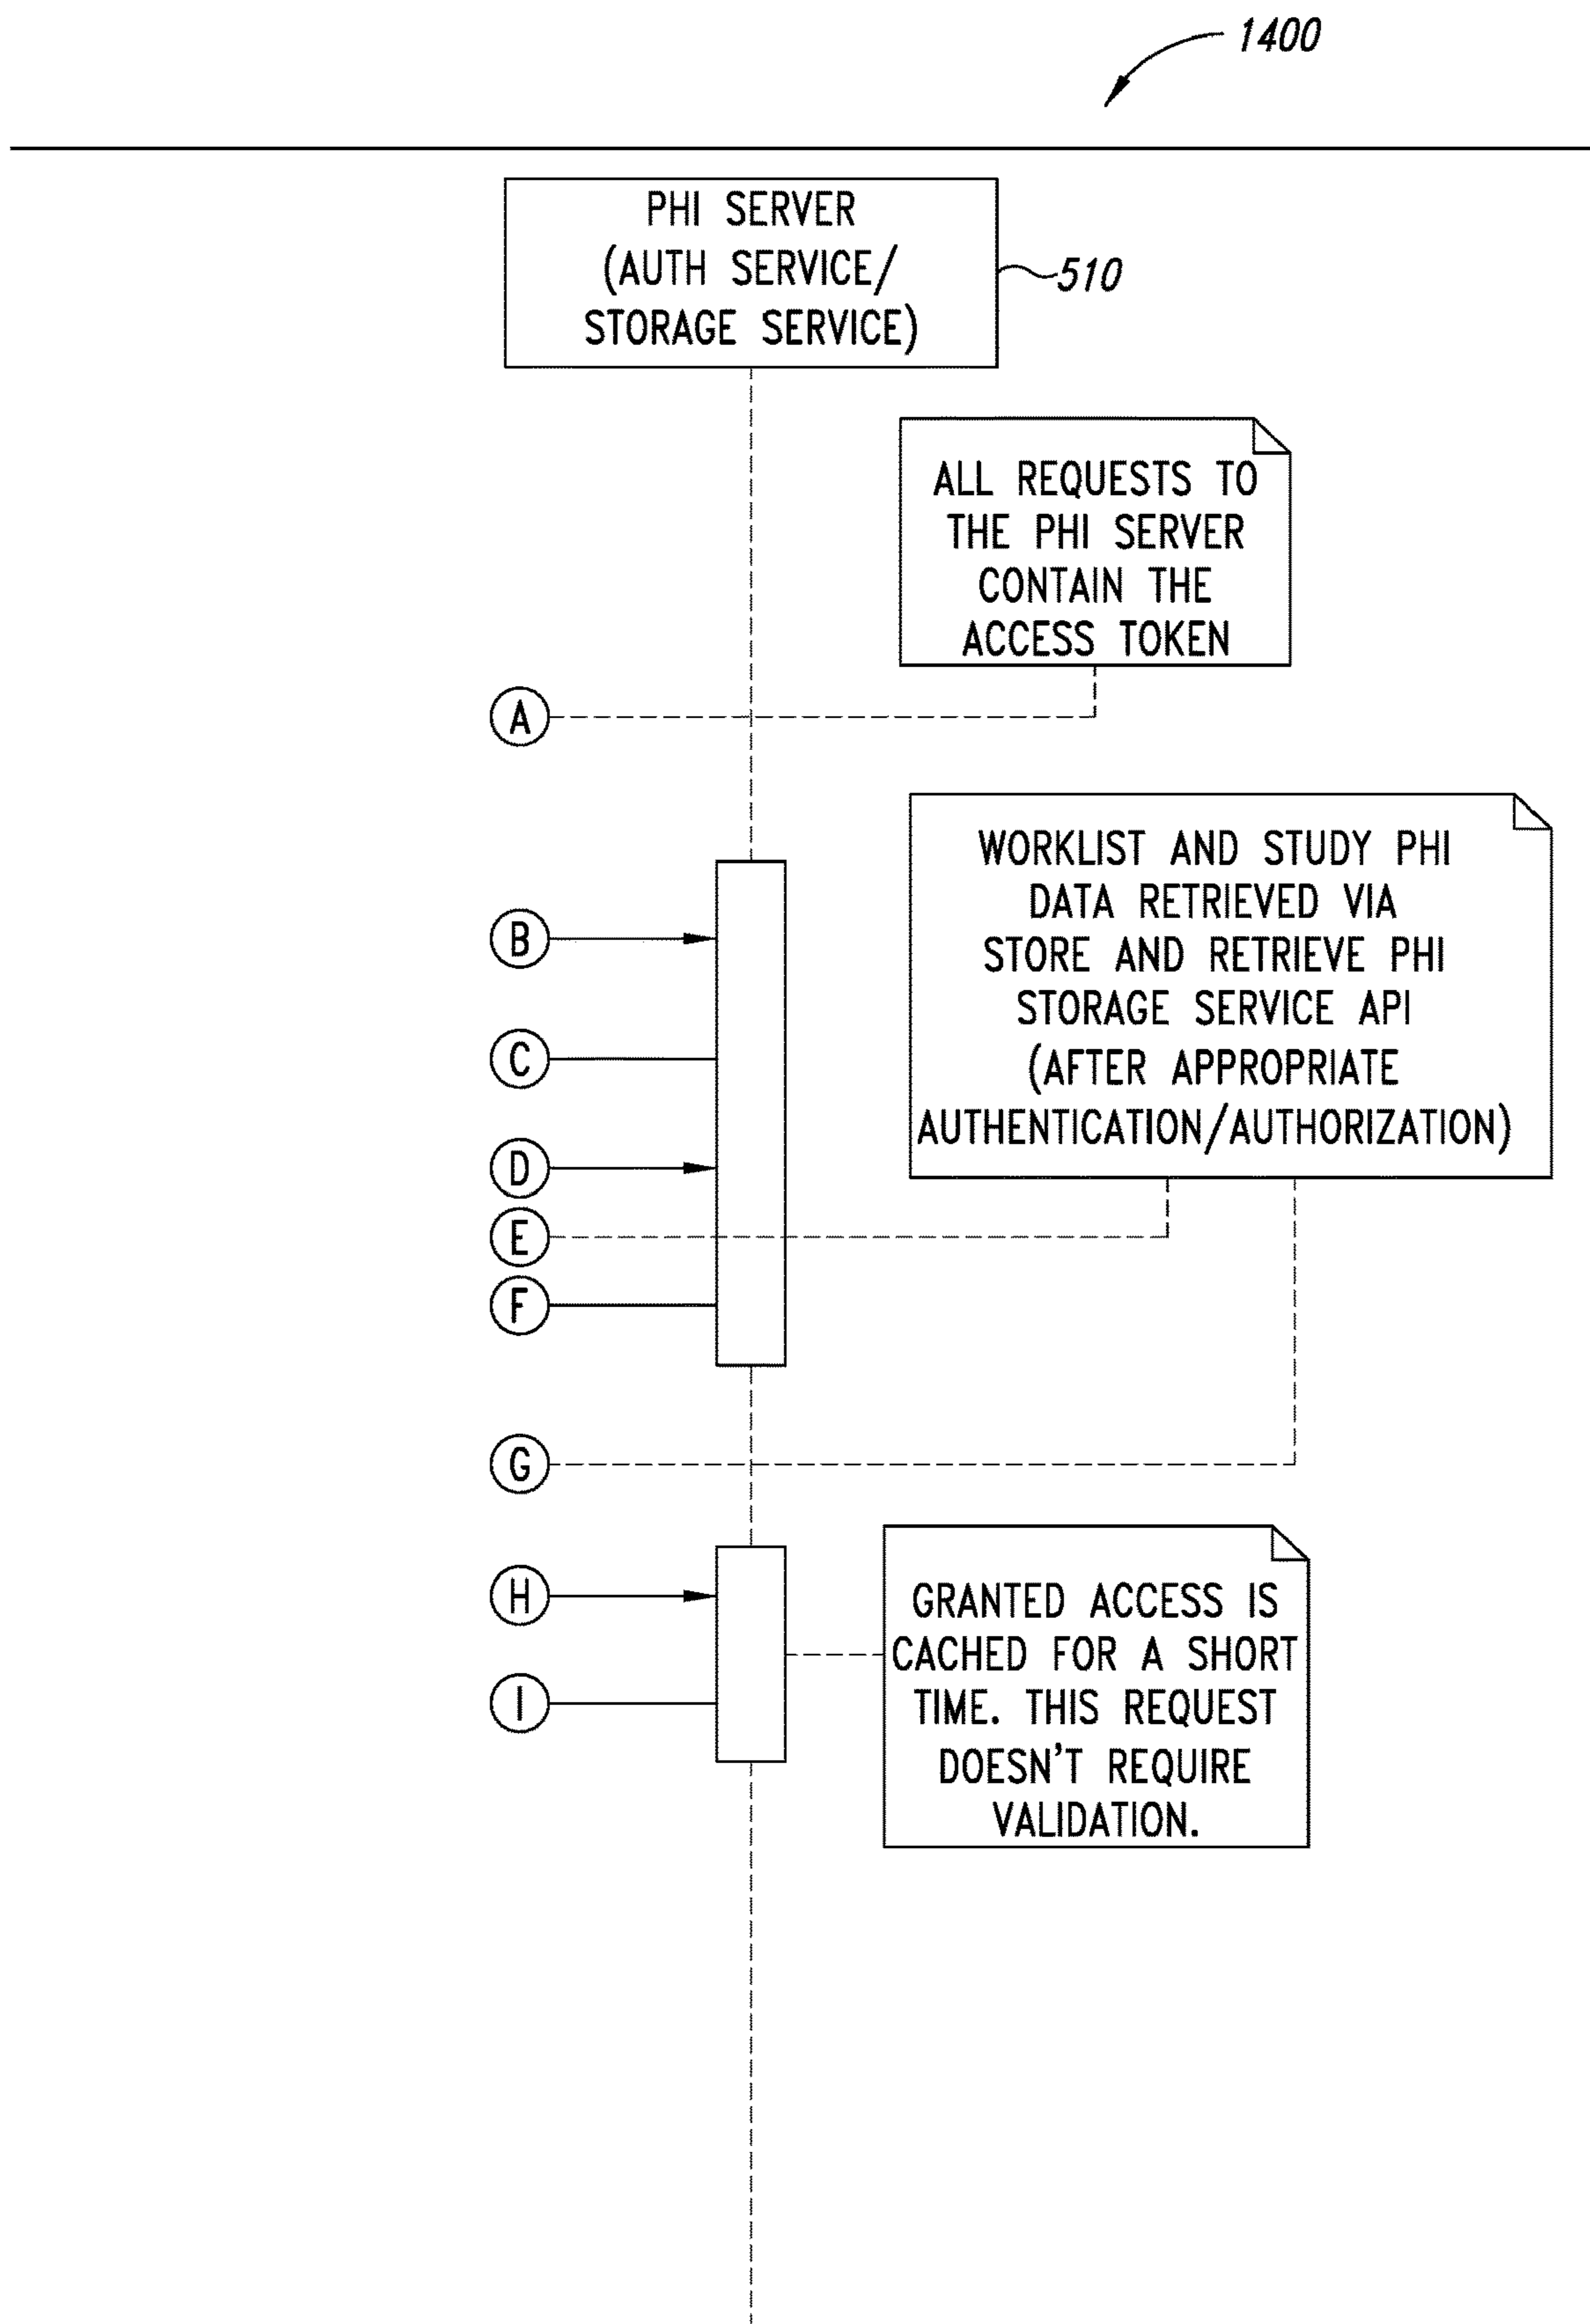 1400
PHI SERVER
(AUTH SERVICE/
STORAGE SERVICE)
510
ALL REQUESTS TO
THE PHI SERVER
CONTAIN THE
ACCESS TOKEN
A
WORKLIST AND STUDY PHI
DATA RETRIEVED VIA
STORE AND RETRIEVE PHI
STORAGE SERVICE API
(AFTER APPROPRIATE
AUTHENTICATION/AUTHORIZATION)
B
C
D
E
F
G
H
I
GRANTED ACCESS IS
CACHED FOR A SHORT
TIME. THIS REQUEST
DOESN'T REQUIRE
VALIDATION.